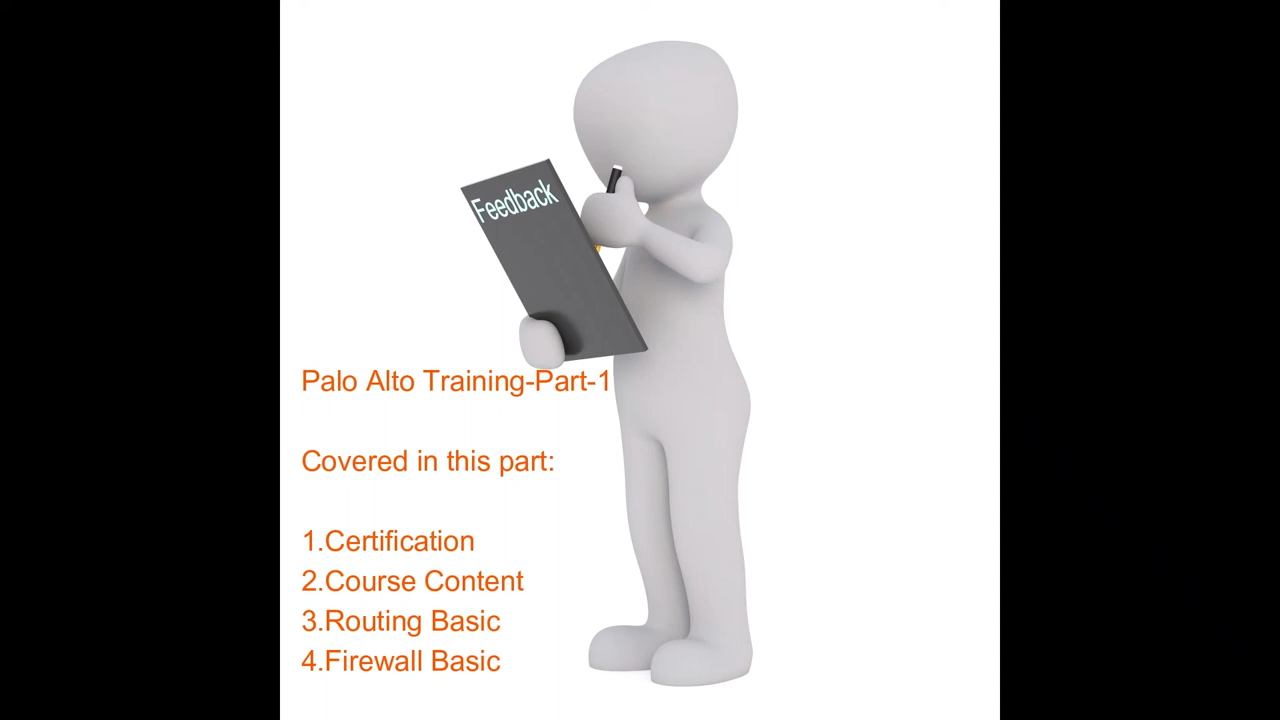 Feedback
Palo Alto Training-Part-1
Covered in this part:
1.Certification
2.Course Content
3.Routing Basic
4.Firewall Basic